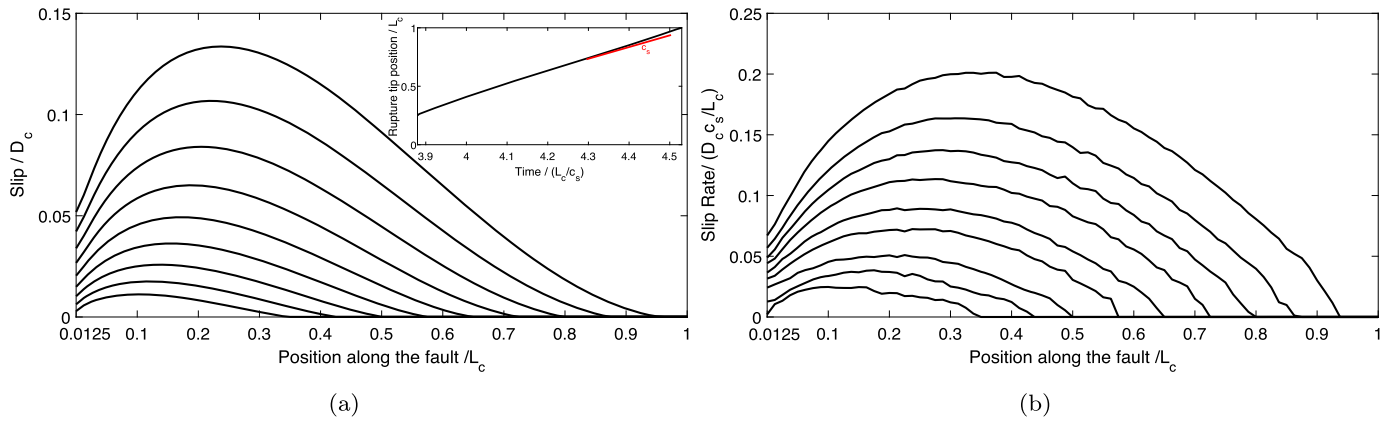 0.15
0.1
0.05
0
Slip / D_c
0.0125 0.1 0.2 0.3 0.4 0.5 0.6 0.7 0.8 0.9 1
Position along the fault /L_c
Rupture tip position / L_c
1
0.5
0
3.9 4 4.1 4.2 4.3 4.4 4.5
Time / (L_c/c_s)
c_s
(a)
0.25
0.2
0.15
0.1
0.05
0
Slip Rate/ (D_c c_s/L_c)
0.0125 0.1 0.2 0.3 0.4 0.5 0.6 0.7 0.8 0.9 1
Position along the fault /L_c
(b)